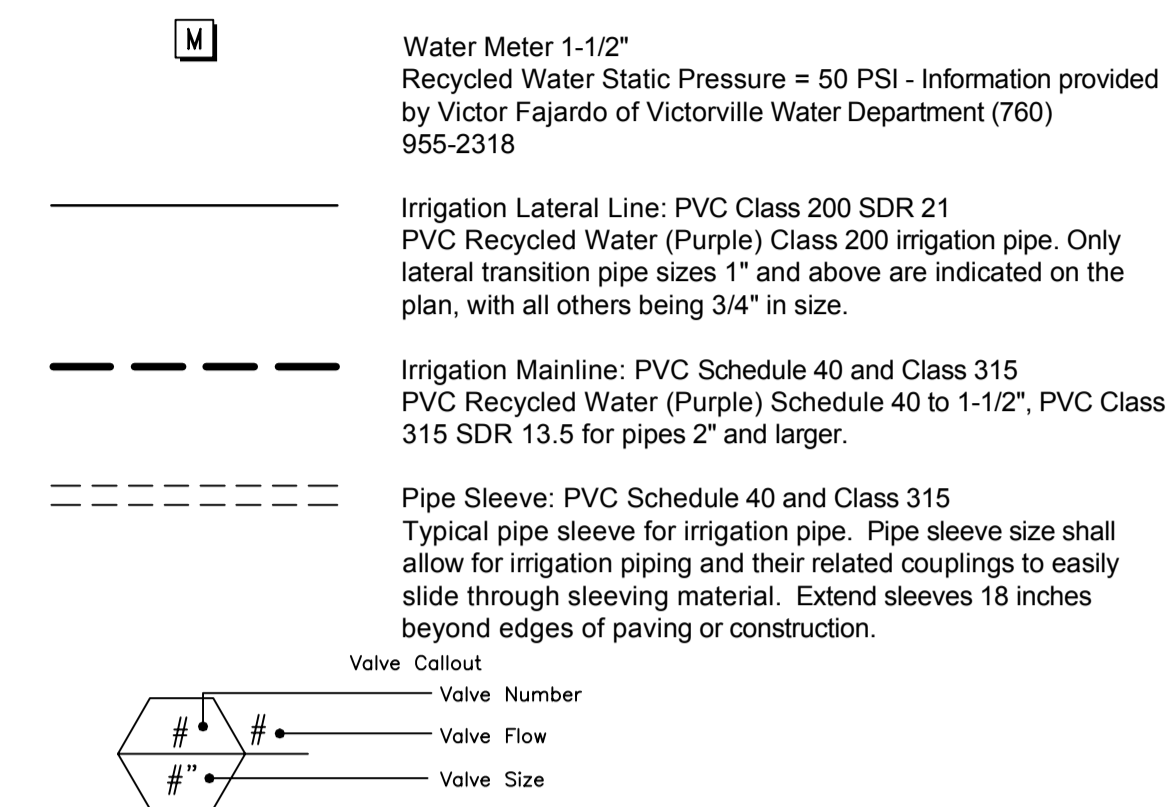 M
Water Meter 1-1/2"
Recycled Water Static Pressure = 50 PSI - Information provided
by Victor Fajardo of Victorville Water Department (760)
955-2318
Irrigation Lateral Line: PVC Class 200 SDR 21
PVC Recycled Water (Purple) Class 200 irrigation pipe. Only
lateral transition pipe sizes 1" and above are indicated on the
plan, with all others being 3/4" in size.
Irrigation Mainline: PVC Schedule 40 and Class 315
PVC Recycled Water (Purple) Schedule 40 to 1-1/2", PVC Class
315 SDR 13.5 for pipes 2" and larger.
Pipe Sleeve: PVC Schedule 40 and Class 315
Typical pipe sleeve for irrigation pipe. Pipe sleeve size shall
allow for irrigation piping and their related couplings to easily
slide through sleeving material. Extend sleeves 18 inches
beyond edges of paving or construction.
Valve Callout
Valve Number
# # Valve Flow
#" Valve Size